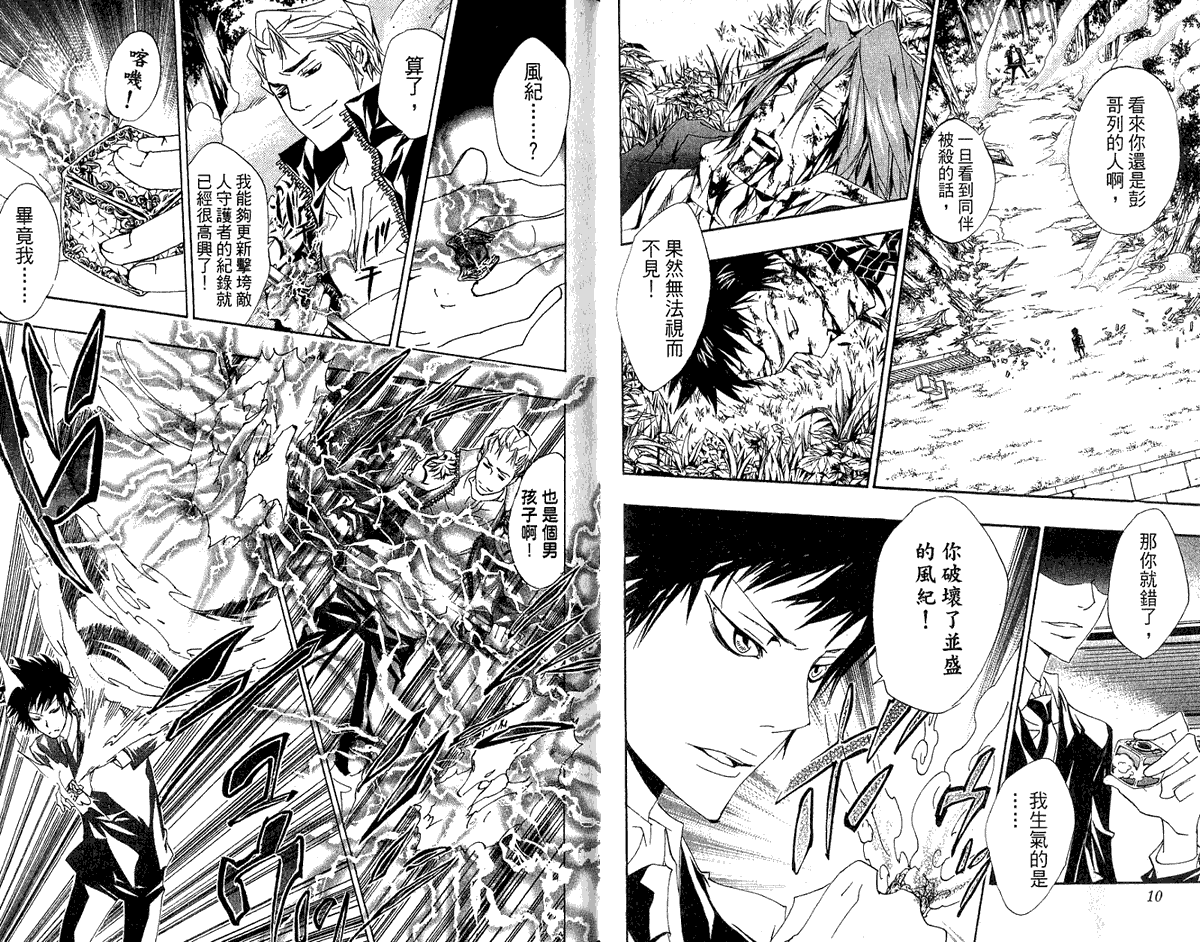 看來你還是彭
哥列的人啊，
一旦看到同伴
被殺的話，
果然無法視而
不見！
那你就錯了，
我生氣的是
……
你破壞了並盛
的風紀！
10
風紀……？
算了，
我能夠更新擊垮敵
人守護者的紀錄就
已經很高興了！
喀嘰！
畢竟我……
也是個男
孩子啊！